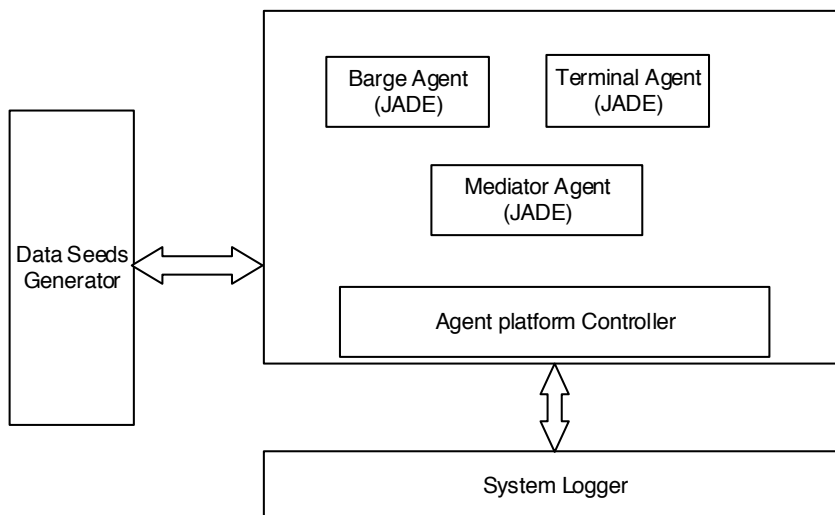 Barge Agent
(JADE)
Terminal Agent
(JADE)
Mediator Agent
(JADE)
Data Seeds
Generator
Agent platform Controller
System Logger